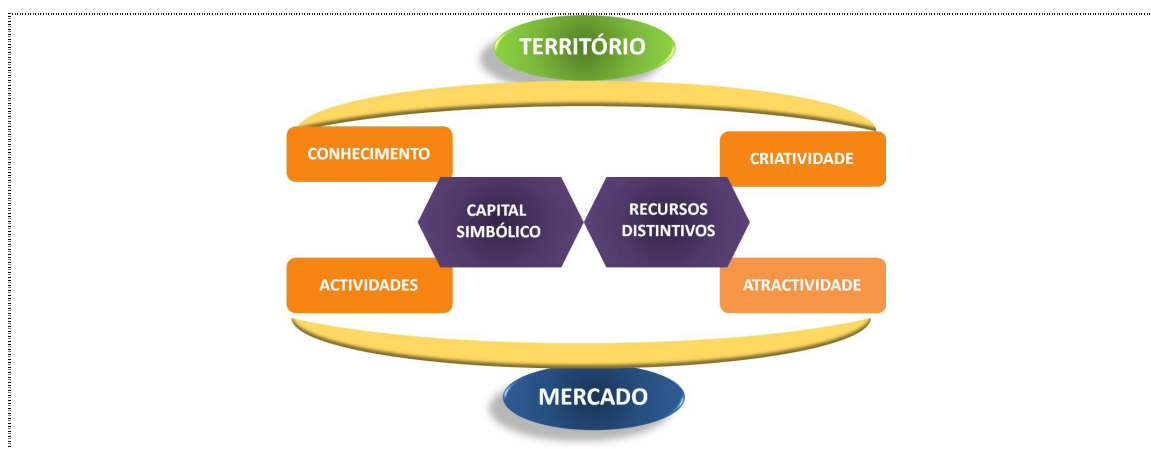 TERRITÓRIO
CONHECIMENTO
CRIATIVIDADE
CAPITAL
SIMBÓLICO
RECURSOS
DISTINTIVOS
ACTIVIDADES
ATRACTIVIDADE
MERCADO